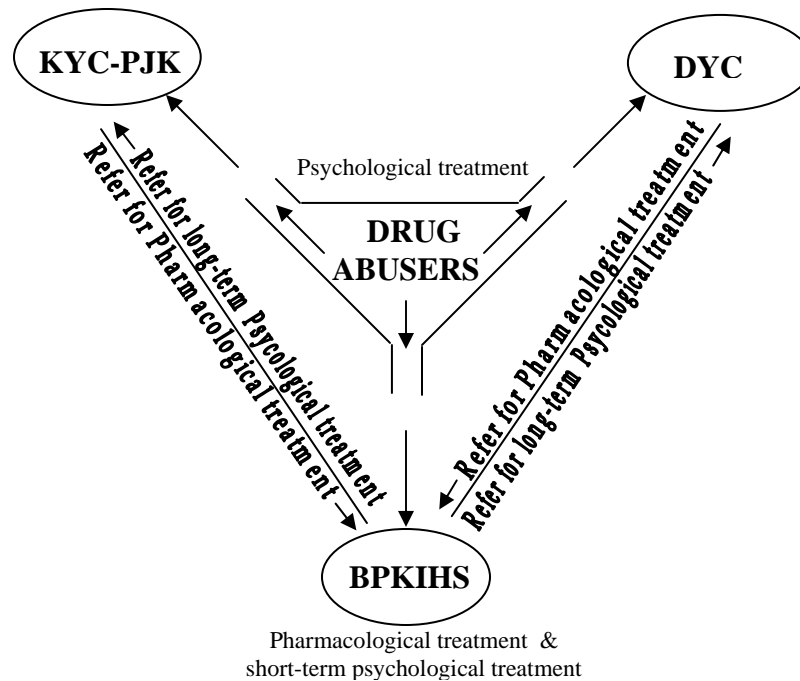 KYC-PJK
DYC
Psychological treatment
DRUG
ABUSERS
Refer for long-term Psycological treatment
Refer for Pharmacological treatment
Refer for Pharmacological treatment
Refer for long-term Psychological treatment
BPKIHS
Pharmacological treatment &
short-term psychological treatment